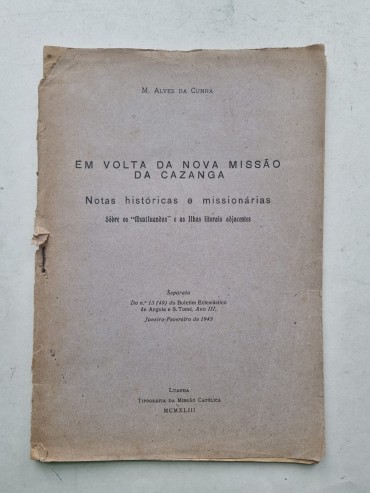 M. ALVES DA CUNHA
EM VOLTA DA NOVA MISSÃO
DA CAZANGA
Notas históricas e missionárias
Sôbre os "Muxiluandas" e as Ilhas literais adjacentes
Separata
Do n.º 13 (49) do Boletim Eclesiástico
de Angola e S. Tomé, Ano III,
Janeiro-Fevereiro de 1943
LUANDA
TIPOGRAFIA DA MISSÃO CATÓLICA
MCMXLIII